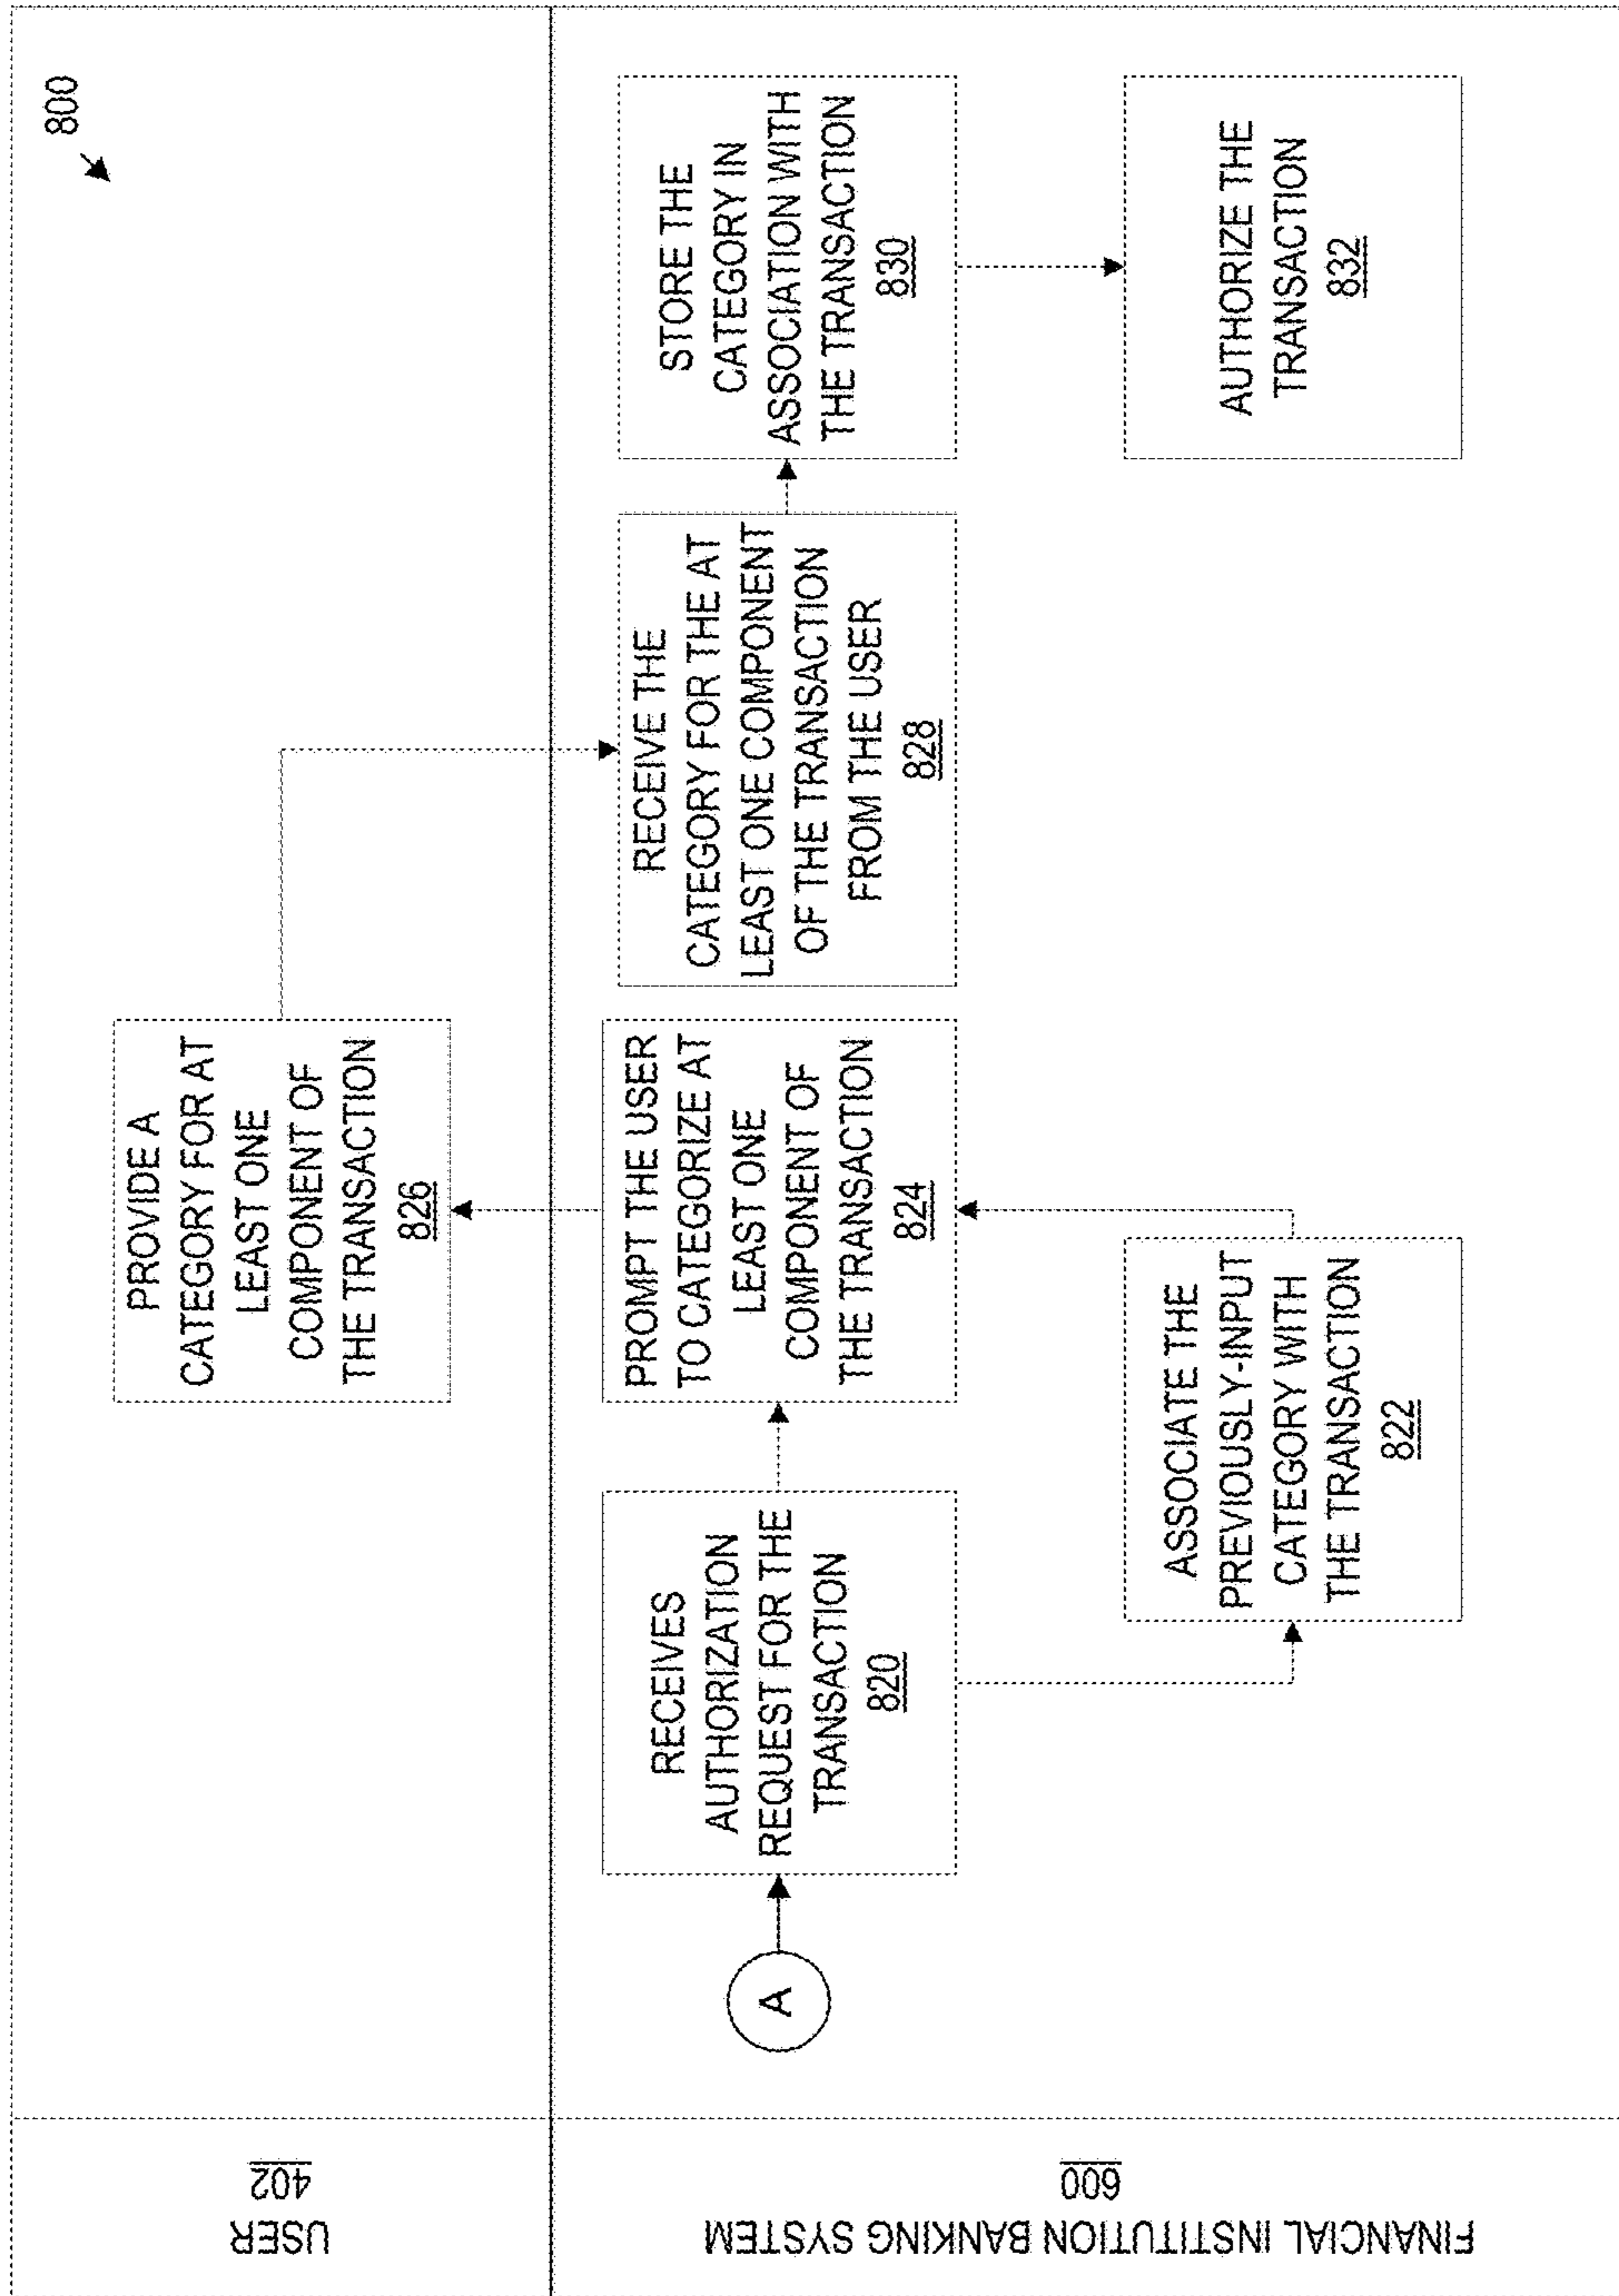 800
USER
402
PROVIDE A
CATEGORY FOR AT
LEAST ONE
COMPONENT OF
THE TRANSACTION
826
FINANCIAL INSTITUTION BANKING SYSTEM
600
A
RECEIVES
AUTHORIZATION
REQUEST FOR THE
TRANSACTION
820
PROMPT THE USER
TO CATEGORIZE AT
LEAST ONE
COMPONENT OF
THE TRANSACTION
824
RECEIVE THE
CATEGORY FOR THE AT
LEAST ONE COMPONENT
OF THE TRANSACTION
FROM THE USER
828
STORE THE
CATEGORY IN
ASSOCIATION WITH
THE TRANSACTION
830
ASSOCIATE THE
PREVIOUSLY-INPUT
CATEGORY WITH
THE TRANSACTION
822
AUTHORIZE THE
TRANSACTION
832